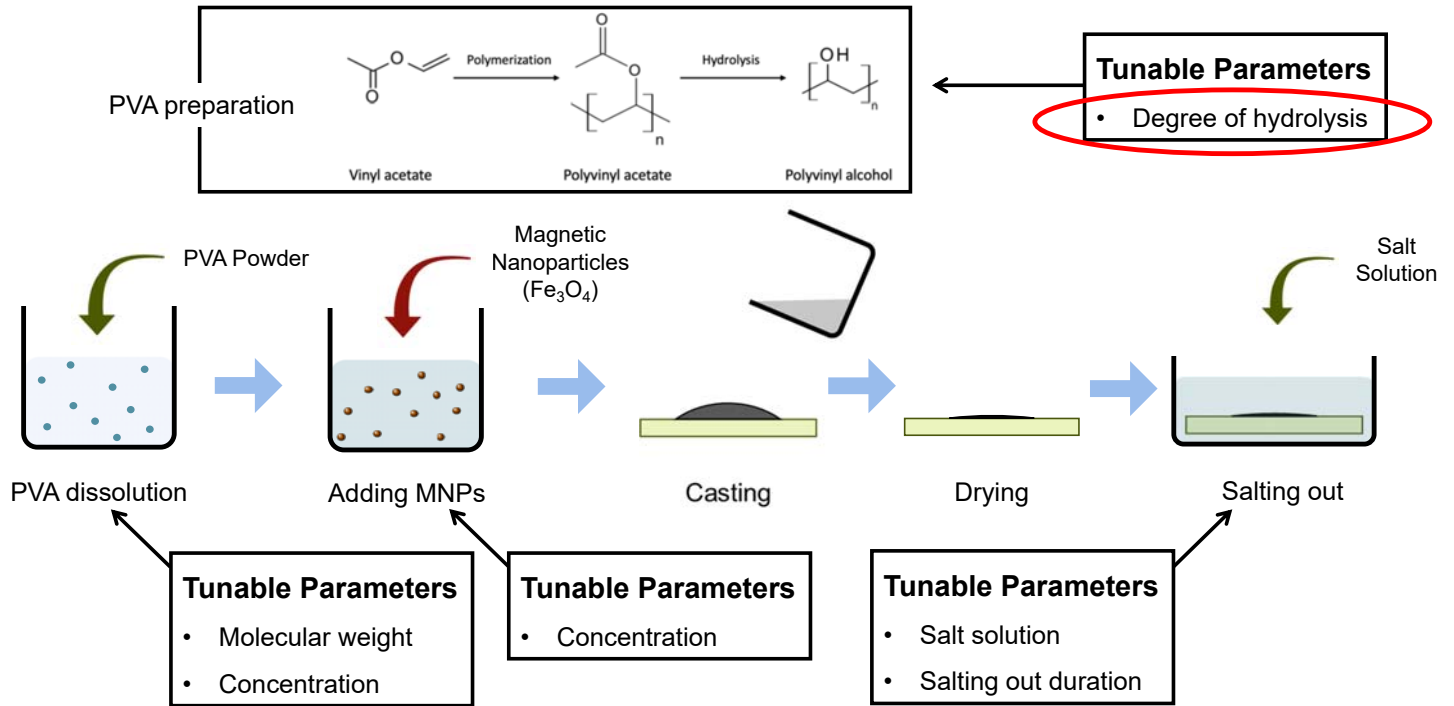 O
O
O
Polymerization
O
O
n
Hydrolysis
OH
n
Vinyl acetate
Polyvinyl acetate
Polyvinyl alcohol
PVA preparation
Tunable Parameters
• Degree of hydrolysis
PVA Powder
Magnetic
Nanoparticles
(Fe₃O₄)
Salt
Solution
PVA dissolution
Adding MNPs
Casting
Drying
Salting out
Tunable Parameters
• Molecular weight
• Concentration
Tunable Parameters
• Concentration
Tunable Parameters
• Salt solution
• Salting out duration